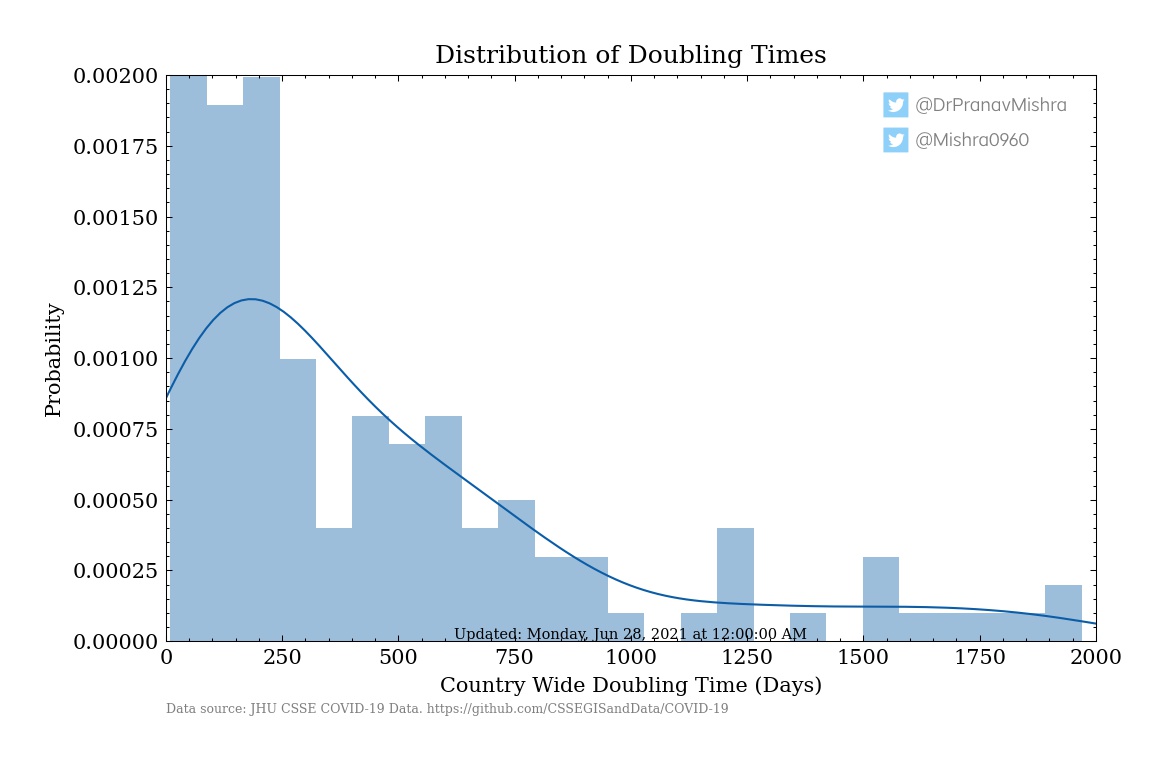 Distribution of Doubling Times
@DrPranavMishra
@Mishra0960
0.00200
0.00175
0.00150
0.00125
0.00100
0.00075
0.00050
0.00025
0.00000
Probability
Updated: Monday, Jun 28, 2021 at 12:00:00 AM
0 250 500 750 1000 1250 1500 1750 2000
Country Wide Doubling Time (Days)
Data source: JHU CSSE COVID-19 Data. https://github.com/CSSEGISandData/COVID-19